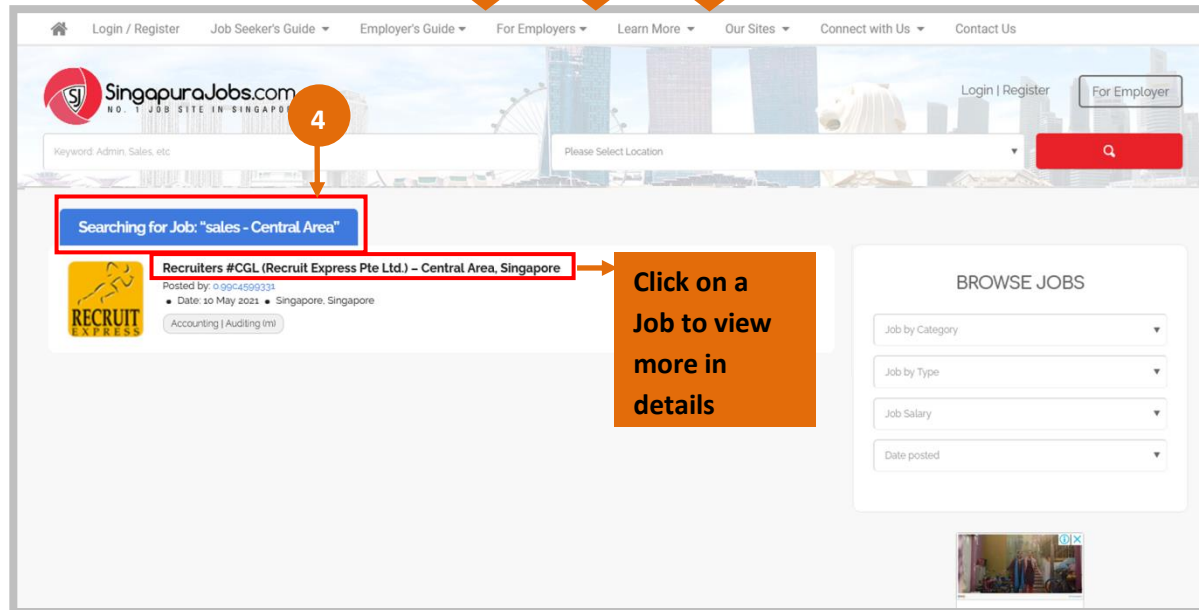 Login / Register Job Seeker's Guide Employer's Guide For Employers Learn More Our Sites Connect with Us Contact Us
SJ SingapuraJobs.com
NO. 1 JOB SITE IN SINGAPO
4
Login | Register For Employer
Keyword: Admin, Sales, etc Please Select Location
Searching for Job: "sales - Central Area"
Recruiters #CGL (Recruit Express Pte Ltd.) – Central Area, Singapore
Posted by: 0.99C4599331
• Date: 10 May 2021 • Singapore, Singapore
Accounting | Auditing (m)
RECRUIT
EXPRESS
Click on a
Job to view
more in
details
BROWSE JOBS
Job by Category
Job by Type
Job Salary
Date posted